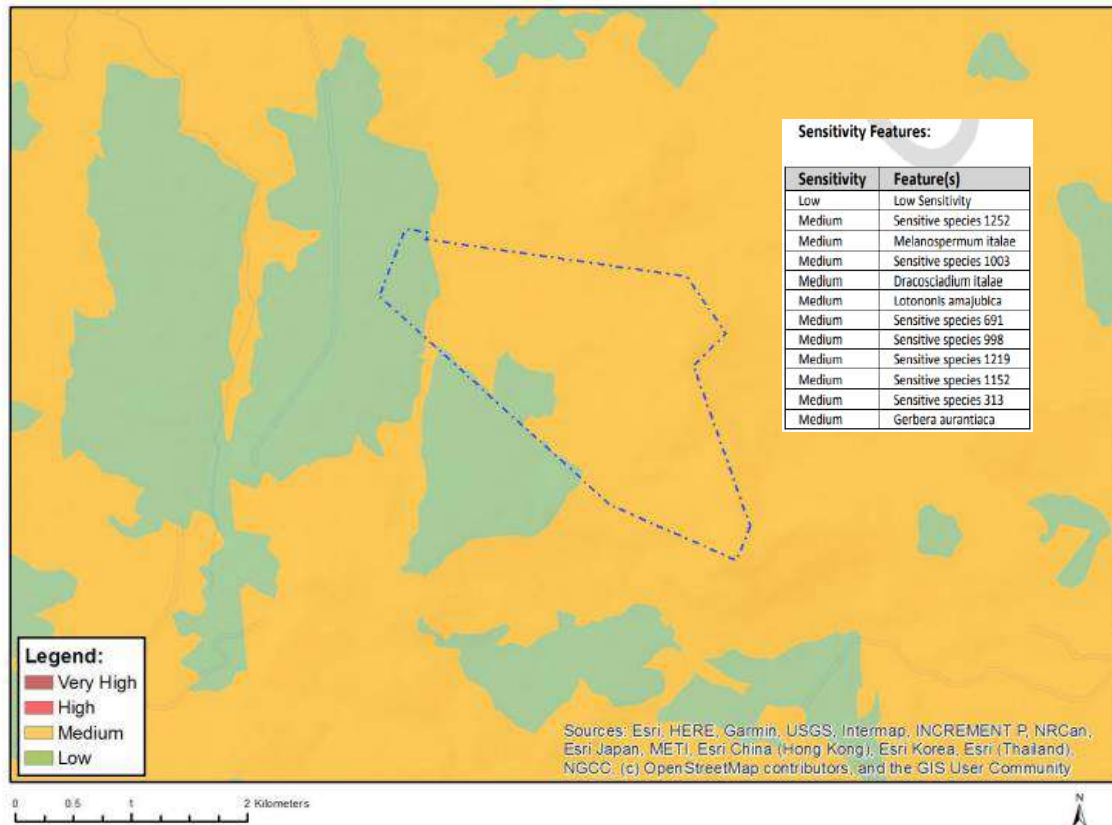 Sensitivity Features:
Sensitivity Feature(s)
Low Low Sensitivity
Medium Sensitive species 1252
Medium Melanospermum italae
Medium Sensitive species 1003
Medium Dracosciadium italae
Medium Lotononis amajubica
Medium Sensitive species 691
Medium Sensitive species 998
Medium Sensitive species 1219
Medium Sensitive species 1152
Medium Sensitive species 313
Medium Gerbera aurantiaca
Legend:
Very High
High
Medium
Low
Sources: Esri, HERE, Garmin, USGS, Intermap, INCREMENT P, NRCan,
Esri Japan, METI, Esri China (Hong Kong), Esri Korea, Esri (Thailand),
NGCC, (c) OpenStreetMap contributors, and the GIS User Community
0 0.5 1 2 Kilometers
N